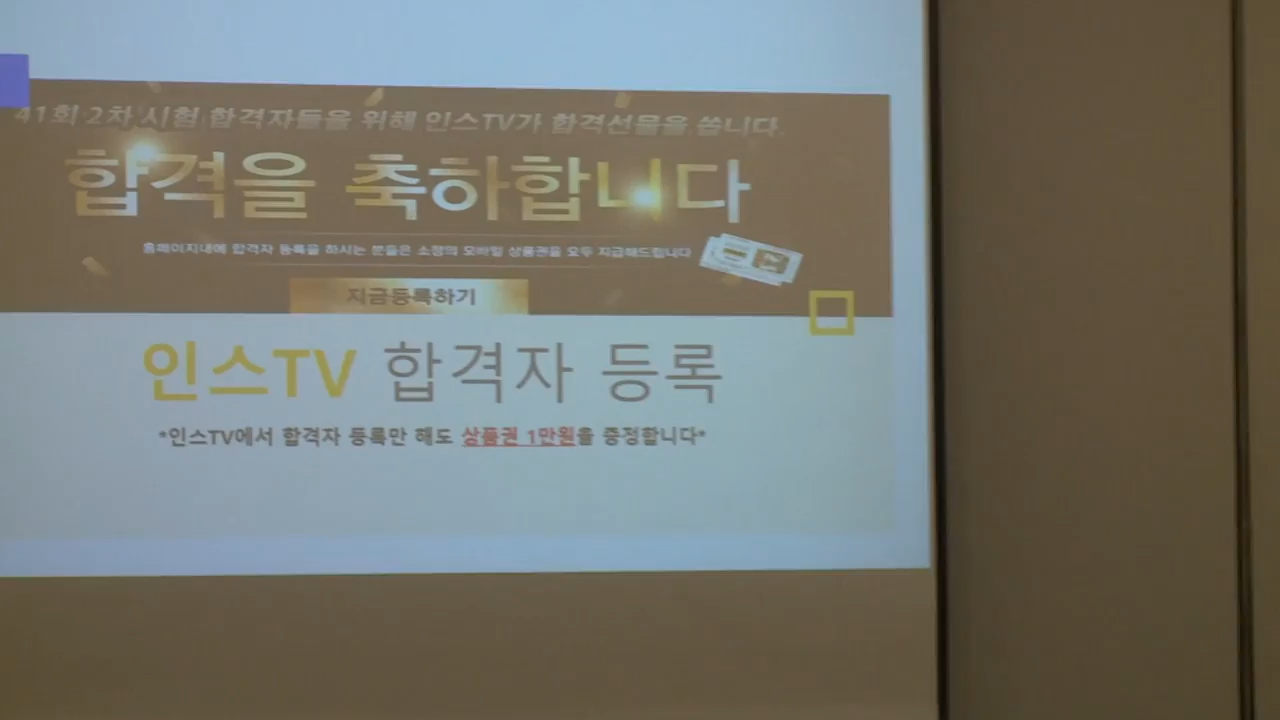 41회 2차 시험 합격자들을 위해 인스TV가 합격선물을 쏩니다.
합격을 축하합니다
홈페이지내에 합격자 등록을 하시는 분들은 소정의 모바일 상품권을 모두 지급해드립니다
지금등록하기
인스TV 합격자 등록
*인스TV에서 합격자 등록만 해도 상품권 1만원을 증정합니다*